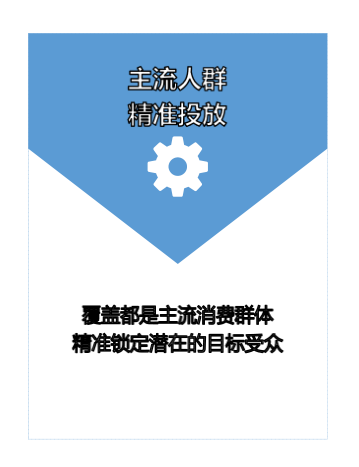 主流人群
精准投放
覆盖都是主流消费群体
精准锁定潜在的目标受众